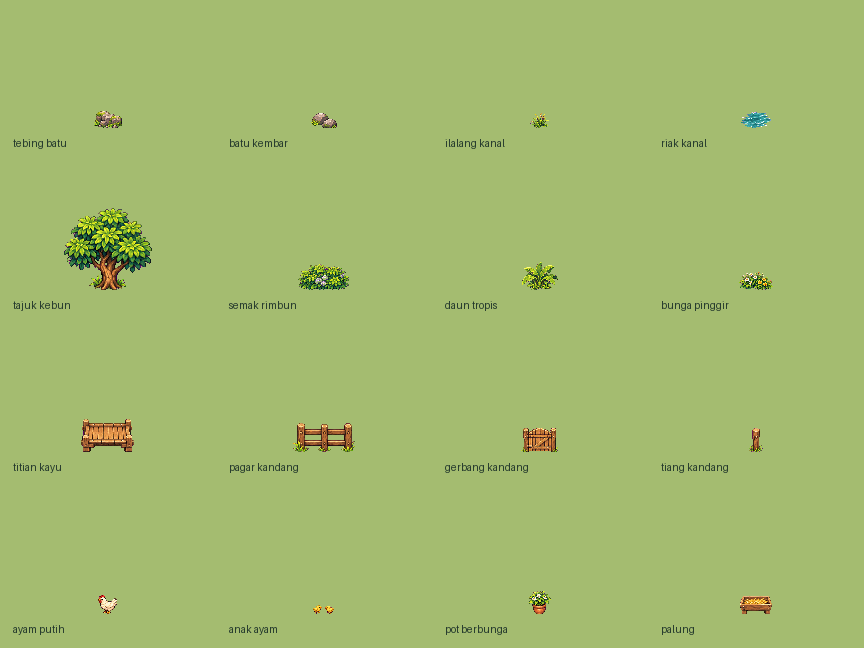 tebing batu
batu kembar
ilalang kanal
riak kanal
tajuk kebun
semak rimbun
daun tropis
bunga pinggir
titian kayu
pagar kandang
gerbang kandang
tiang kandang
ayam putih
anak ayam
pot berbunga
palung